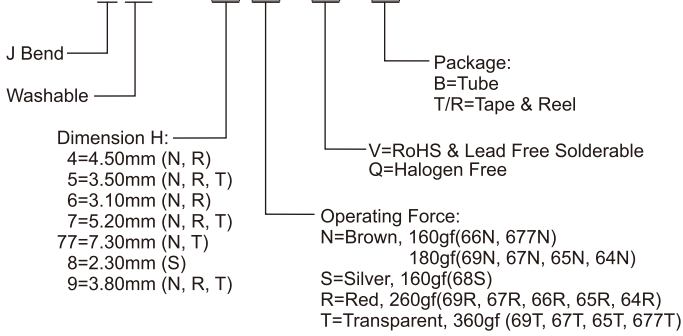 J Bend
Washable
Dimension H:
4=4.50mm (N, R)
5=3.50mm (N, R, T)
6=3.10mm (N, R)
7=5.20mm (N, R, T)
77=7.30mm (N, T)
8=2.30mm (S)
9=3.80mm (N, R, T)
Package:
B=Tube
T/R=Tape & Reel
V=RoHS & Lead Free Solderable
Q=Halogen Free
Operating Force:
N=Brown, 160gf(66N, 677N)
180gf(69N, 67N, 65N, 64N)
S=Silver, 160gf(68S)
R=Red, 260gf(69R, 67R, 66R, 65R, 64R)
T=Transparent, 360gf (69T, 67T, 65T, 677T)